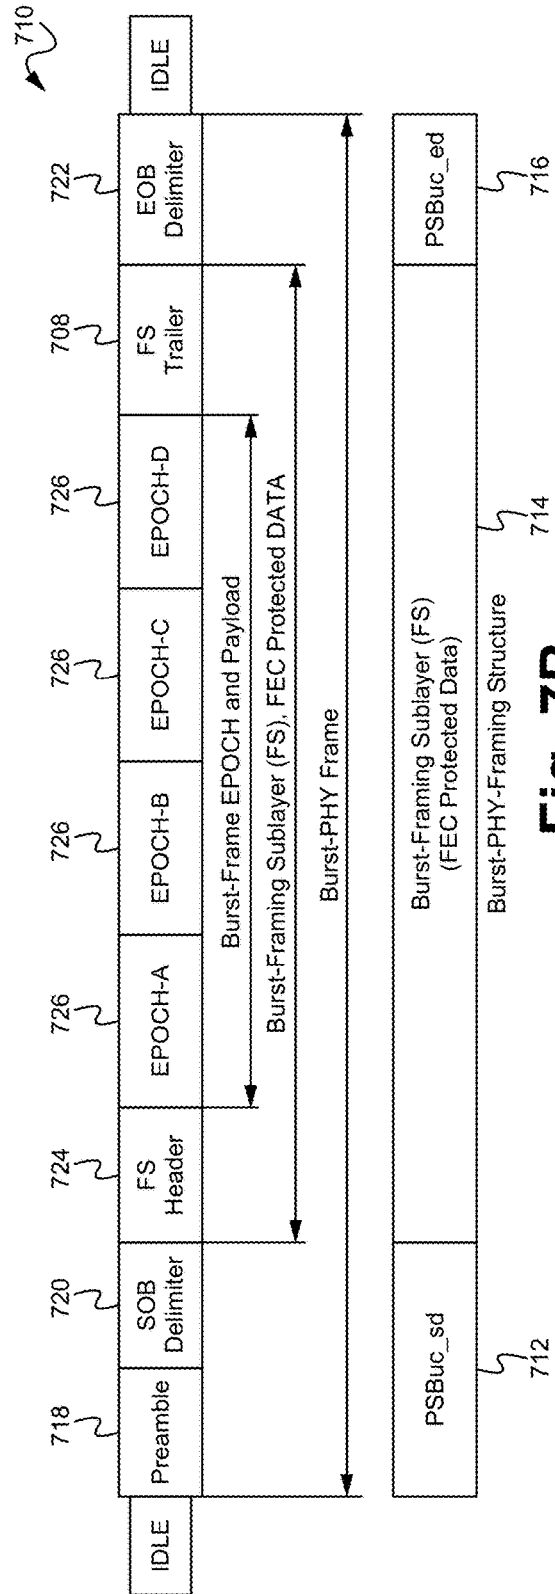 710
718
720
724
726
726
726
726
708
722
IDLE
Preamble
SOB
Delimiter
FS
Header
EPOCH-A
EPOCH-B
EPOCH-C
EPOCH-D
FS
Trailer
EOB
Delimiter
IDLE
Burst-Frame EPOCH and Payload
Burst-Framing Sublayer (FS), FEC Protected DATA
Burst-PHY Frame
PSBuc_sd
Burst-Framing Sublayer (FS)
(FEC Protected Data)
PSBuc_ed
712
714
716
Burst-PHY-Framing Structure
Fig.